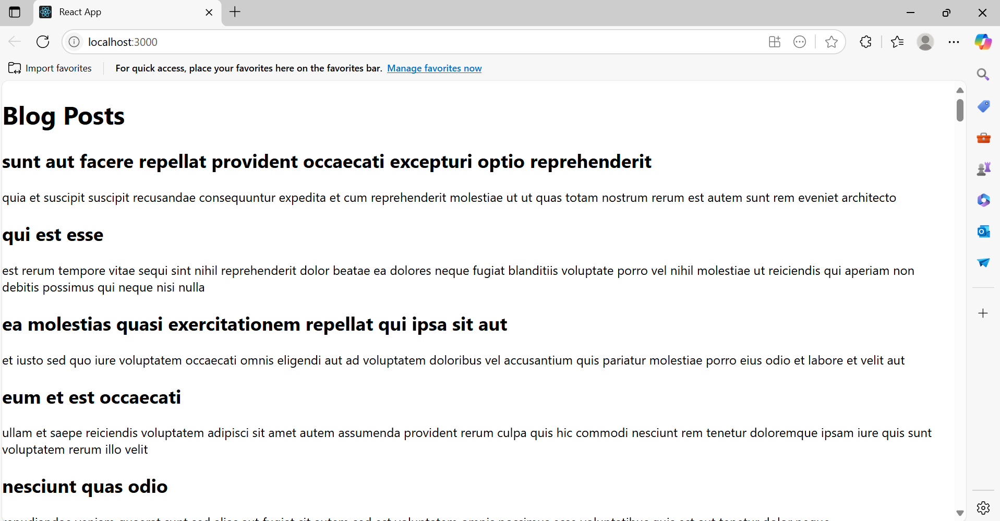 React App
localhost:3000
Import favorites
For quick access, place your favorites here on the favorites bar. Manage favorites now
Blog Posts
sunt aut facere repellat provident occaecati excepturi optio reprehenderit
quia et suscipit suscipit recusandae consequuntur expedita et cum reprehenderit molestiae ut ut quas totam nostrum rerum est autem sunt rem eveniet architecto
qui est esse
est rerum tempore vitae sequi sint nihil reprehenderit dolor beatae ea dolores neque fugiat blanditiis voluptate porro vel nihil molestiae ut reiciendis qui aperiam non
debitis possimus qui neque nisi nulla
ea molestias quasi exercitationem repellat qui ipsa sit aut
et iusto sed quo iure voluptatem occaecati omnis eligendi aut ad voluptatem doloribus vel accusantium quis pariatur molestiae porro eius odio et labore et velit aut
eum et est occaecati
ullam et saepe reiciendis voluptatem adipisci sit amet autem assumenda provident rerum culpa quis hic commodi nesciunt rem tenetur doloremque ipsam iure quis sunt
voluptatem rerum illo velit
nesciunt quas odio